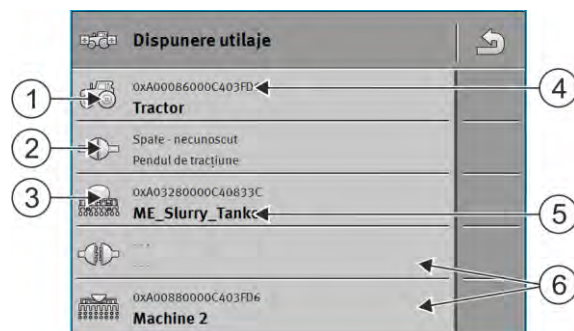 Dispunere utilaje
0xA00086000C403FD
4
1
Tractor
2
Spate - necunoscut
Pendul de tracțiune
3
0xA03280000C40833C
ME_Slurry_Tank
5
6
0xA00880000C403FD6
Machine 2